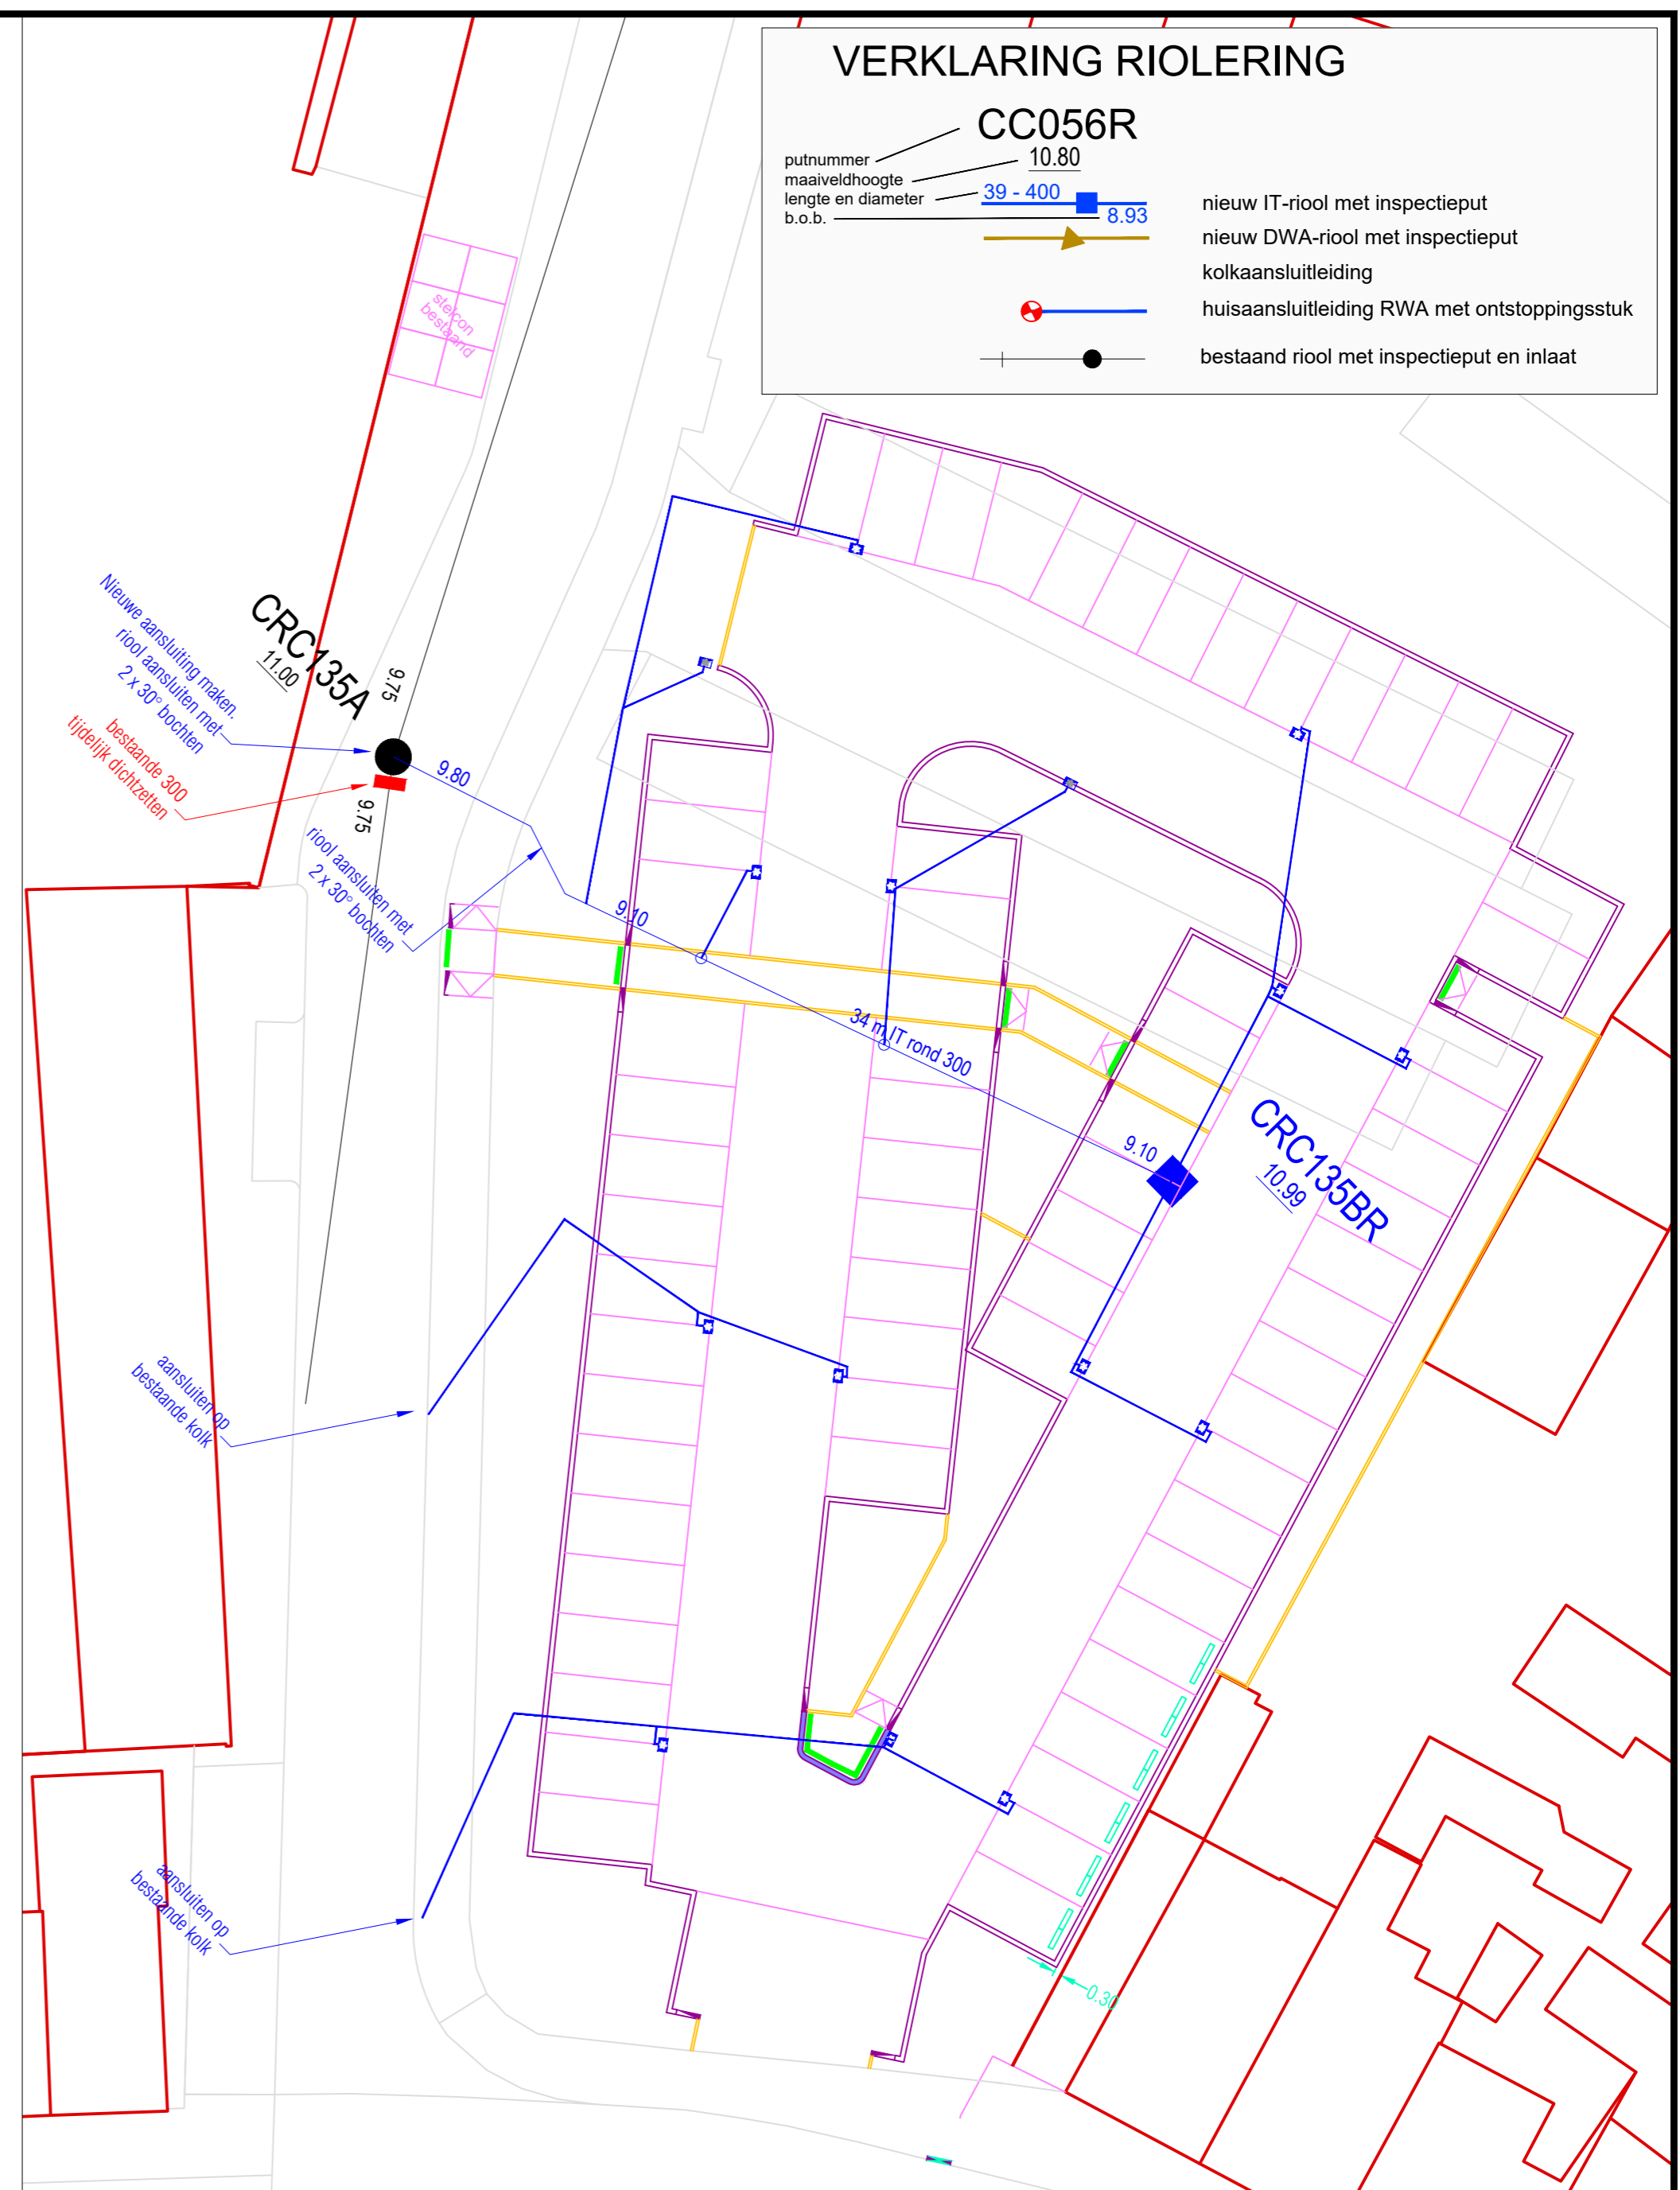 VERKLARING RIOLERING
CC056R
putnummer
10.80
maaiveldhoogte
lengte en diameter
39 - 400
b.o.b.
8.93
nieuw IT-riool met inspectieput
nieuw DWA-riool met inspectieput
kolkaansluitleiding
huisaansluitleiding RWA met ontstoppingsstuk
bestaand riool met inspectieput en inlaat
stelcon
bestaand
Nieuwe aansluiting maken.
riool aansluiten met
2 x 30° bochten
CRC135A
11.00
9.75
bestaande 300
tijdelijk dichtzetten
9.80
9.75
riool aansluiten met
2 x 30° bochten
9.10
34 m IT rond 300
9.10
CRC135BR
10.99
aansluiten op
bestaande kolk
aansluiten op
bestaande kolk
0.30